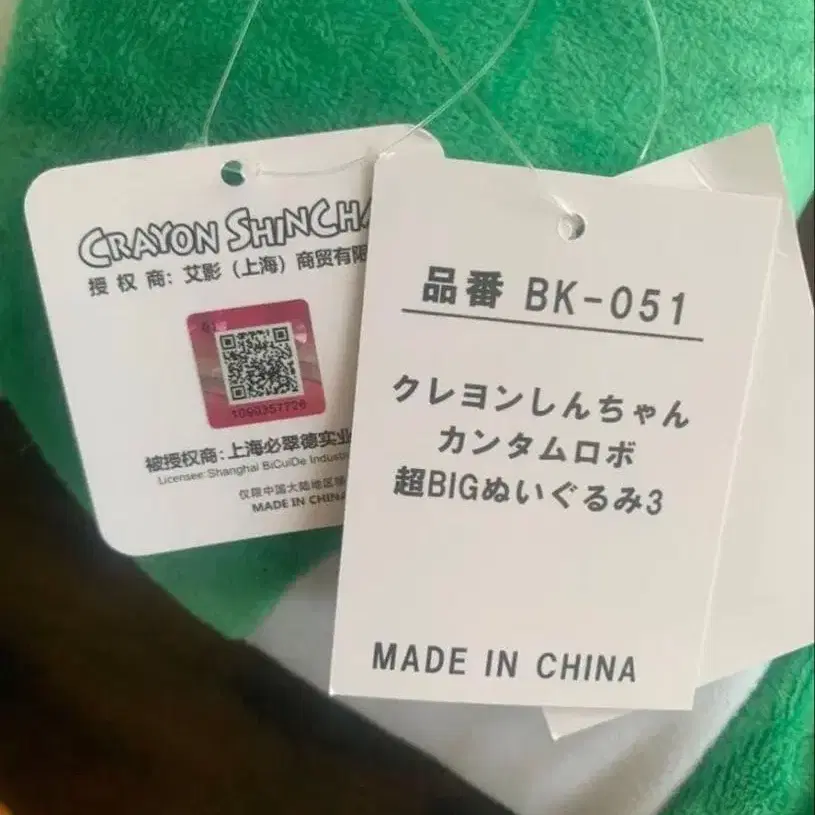 CRAYON SHINCHA
授 权 商: 艾影 (上海) 商贸有限
1099357726
被授权商:上海必翠德实业
Licensee:Shanghai BiCuiDe Industry
仅限中国大陆地区
MADE IN CHINA
品番 BK-051
クレヨンしんちゃん
カンタムロボ
超BIGぬいぐるみ3
MADE IN CHINA